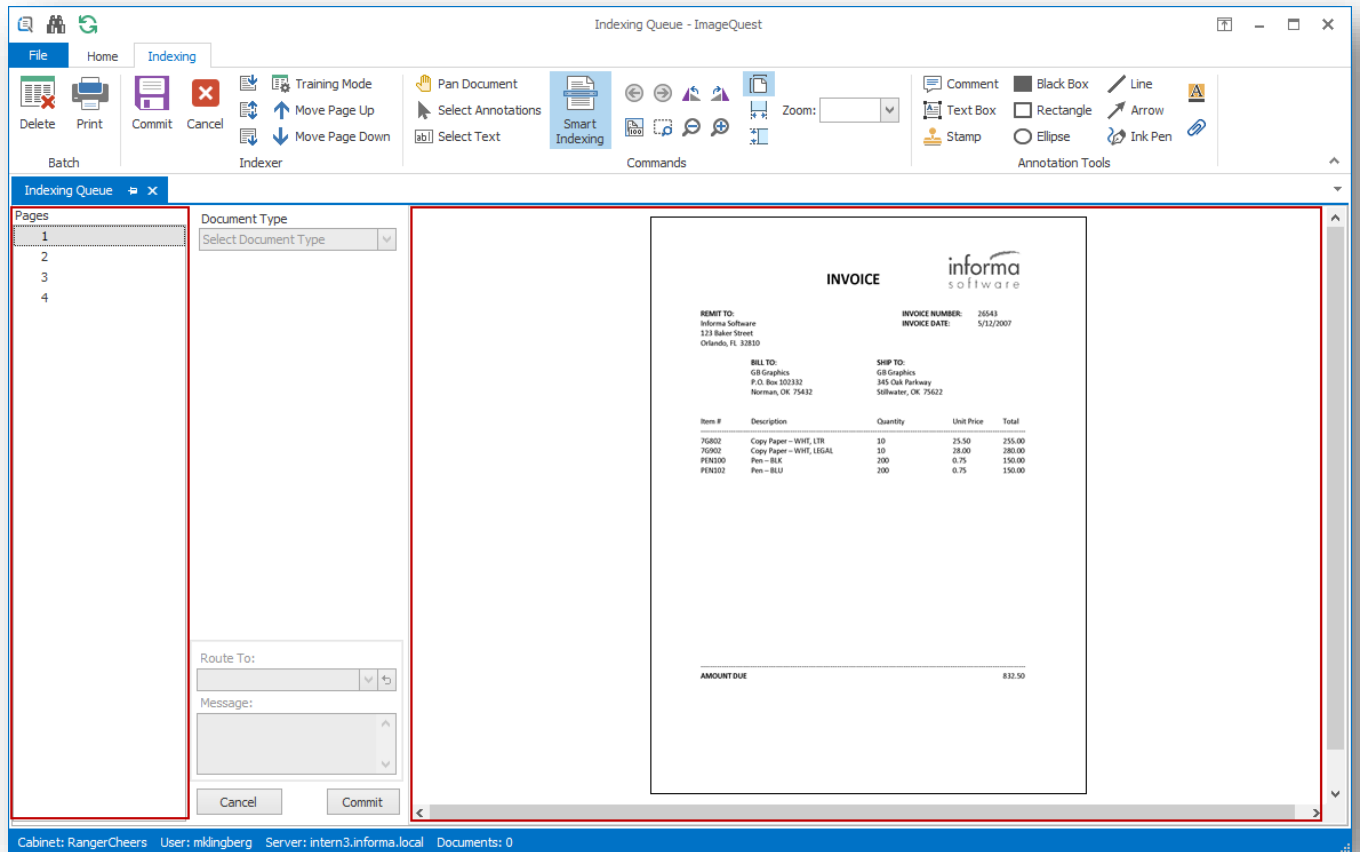 Indexing Queue - ImageQuest
File Home Indexing
Delete Print Commit Cancel Training Mode Move Page Up Move Page Down Pan Document Select Annotations Select Text Smart Indexing Zoom: Comment Text Box Stamp Black Box Rectangle Ellipse Line Arrow Ink Pen A
Batch Indexer Commands Annotation Tools
Indexing Queue
Pages
1
2
3
4
Document Type
Select Document Type
Route To:
Message:
Cancel Commit
informa
software
INVOICE
REMIT TO:
Informa Software
123 Baker Street
Orlando, FL 32810
INVOICE NUMBER: 26543
INVOICE DATE: 5/12/2007
BILL TO:
GB Graphics
P.O. Box 102332
Norman, OK 75432
SHIP TO:
GB Graphics
345 Oak Parkway
Stillwater, OK 75622
Item # Description Quantity Unit Price Total
7G802 Copy Paper – WHT, LTR 10 25.50 255.00
7G902 Copy Paper – WHT, LEGAL 10 28.00 280.00
PEN100 Pen – BLK 200 0.75 150.00
PEN102 Pen – BLU 200 0.75 150.00
AMOUNT DUE 832.50
Cabinet: RangerCheers User: mklingberg Server: intern3.informa.local Documents: 0